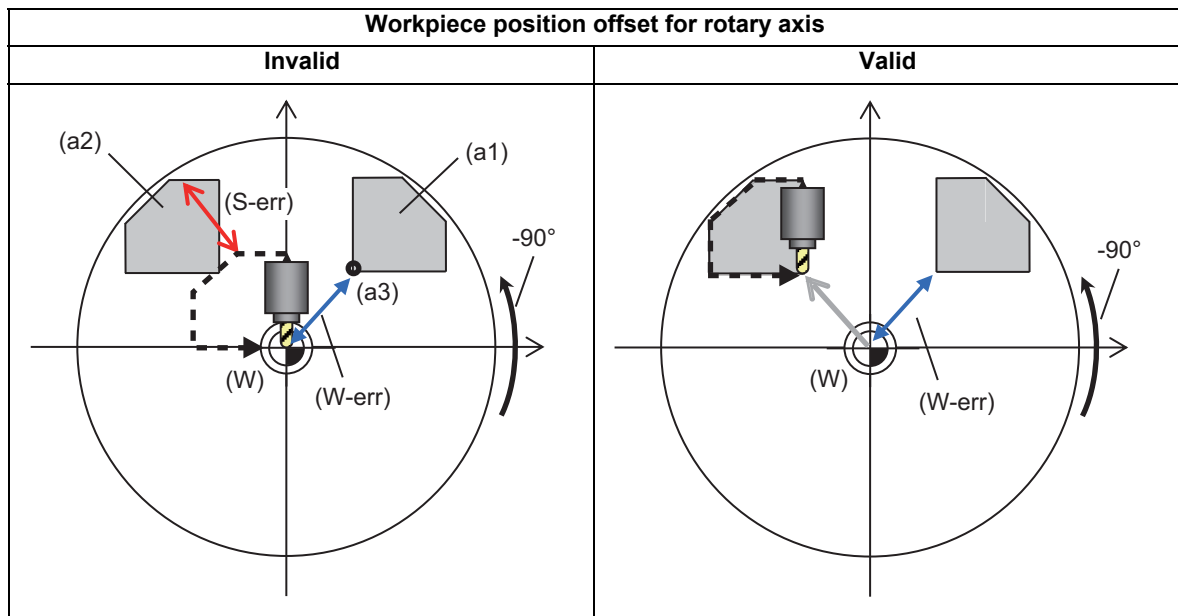 Workpiece position offset for rotary axis
Invalid
Valid
(a2)
(a1)
(S-err)
-90°
(a3)
(W)
(W-err)
-90°
(W)
(W-err)